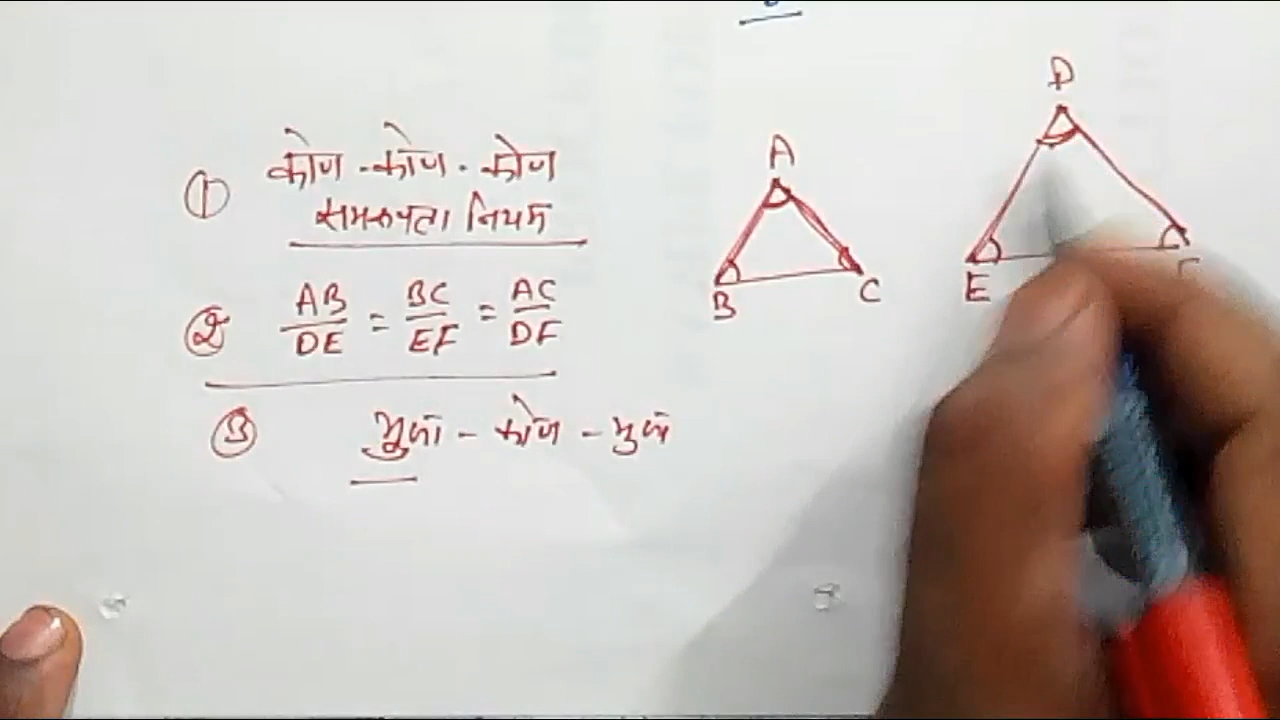 ① कोण-कोण-कोण
समरुपता नियम
② AB/DE = BC/EF = AC/DF
③ भुजा - कोण - भुजा
A
B
C
D
E